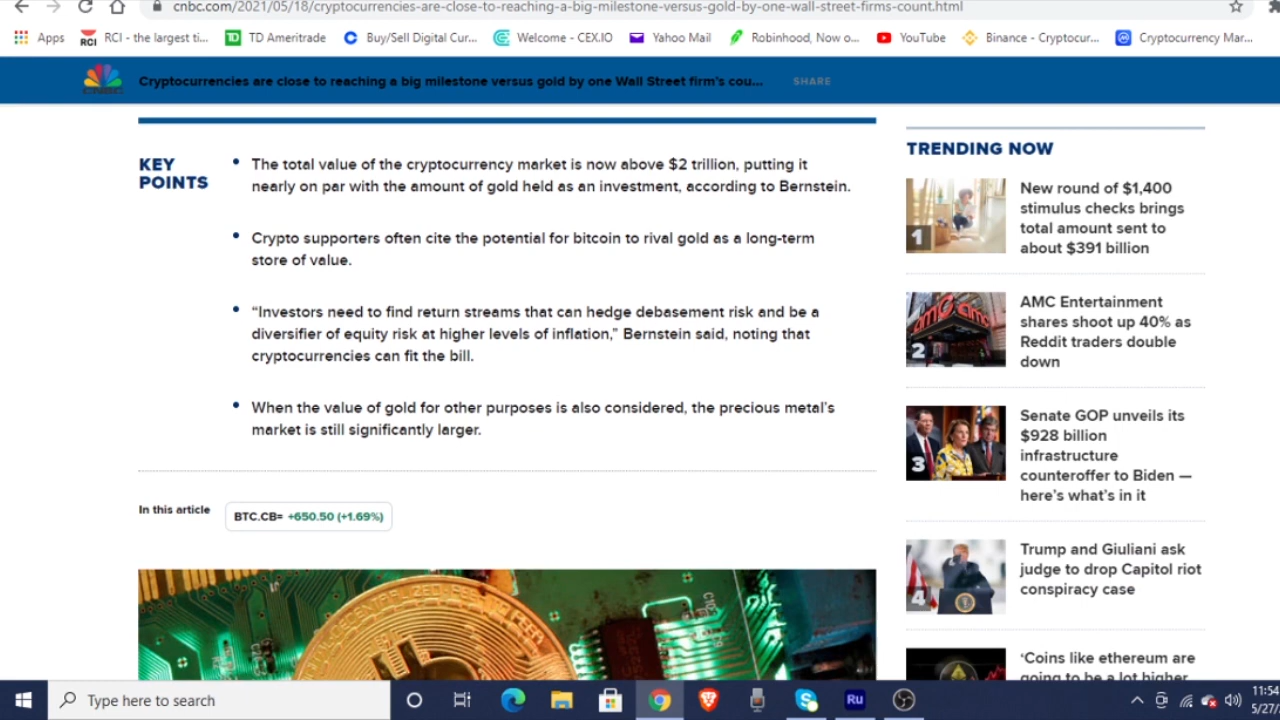 cnbc.com/2021/05/18/cryptocurrencies-are-close-to-reaching-a-big-milestone-versus-gold-by-one-wall-street-firms-count.html
Apps
RCI
RCI - the largest ti...
TD
TD Ameritrade
Buy/Sell Digital Cur...
Welcome - CEX.IO
Yahoo Mail
Robinhood, Now o...
YouTube
Binance - Cryptocur...
Cryptocurrency Mar...
CNBC
Cryptocurrencies are close to reaching a big milestone versus gold by one Wall Street firm's cou...
SHARE
KEY
POINTS
The total value of the cryptocurrency market is now above $2 trillion, putting it
nearly on par with the amount of gold held as an investment, according to Bernstein.
Crypto supporters often cite the potential for bitcoin to rival gold as a long-term
store of value.
“Investors need to find return streams that can hedge debasement risk and be a
diversifier of equity risk at higher levels of inflation,” Bernstein said, noting that
cryptocurrencies can fit the bill.
When the value of gold for other purposes is also considered, the precious metal’s
market is still significantly larger.
In this article
BTC.CB= +650.50 (+1.69%)
TRENDING NOW
1
New round of $1,400
stimulus checks brings
total amount sent to
about $391 billion
amc amc
2
AMC Entertainment
shares shoot up 40% as
Reddit traders double
down
3
Senate GOP unveils its
$928 billion
infrastructure
counteroffer to Biden —
here’s what’s in it
4
Trump and Giuliani ask
judge to drop Capitol riot
conspiracy case
‘Coins like ethereum are
going to be a lot higher
Type here to search
Ru
11:54
5/27/